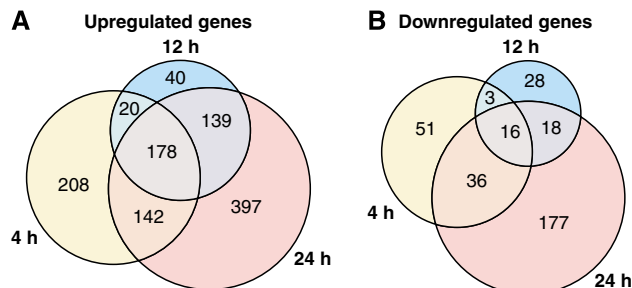 A Upregulated genes
12 h
40
20
139
178
208
142
397
4 h
24 h
B Downregulated genes
12 h
28
3
51
16
18
36
177
4 h
24 h